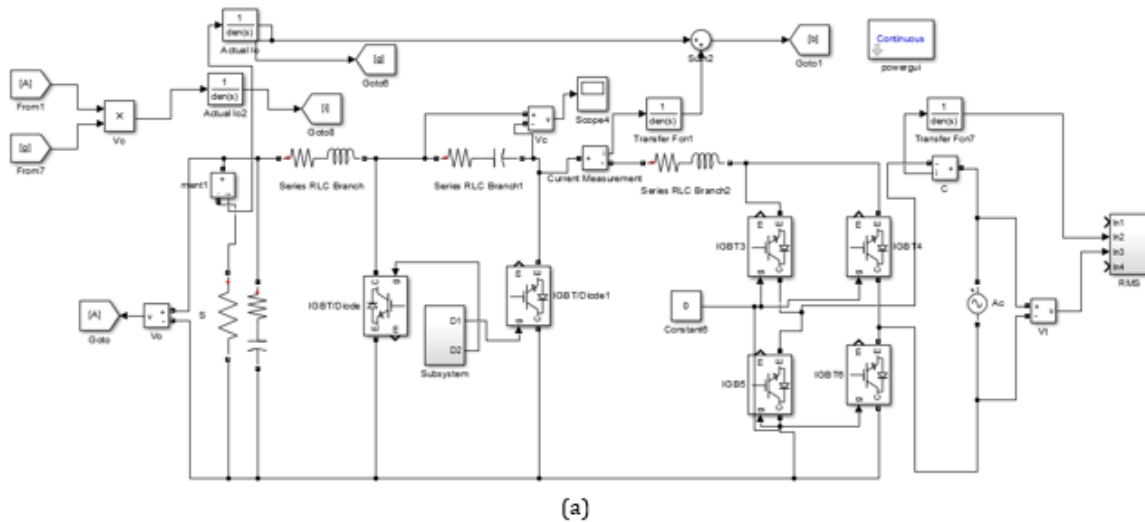 1
den(s)
Actual Io
[g]
Goto6
[A]
From1
[g]
From7
×
Vo
1
den(s)
Actual Io2
[i]
Goto8
Vc
Scope4
1
den(s)
Transfer Fcn1
Sum2
[b]
Goto1
Continuous
powergui
1
den(s)
Transfer Fcn7
ment1
Series RLC Branch
Series RLC Branch1
Current Measurement
Series RLC Branch2
C
In1
In2
In3
In4
RMS
IGBT3
IGBT4
[A]
Goto
v
Vo
S
IGBT/Diode
IGBT/Diode1
D1
D2
Subsystem
0
Constant6
Ac
v
Vt
IGB5
IGBT6
(a)